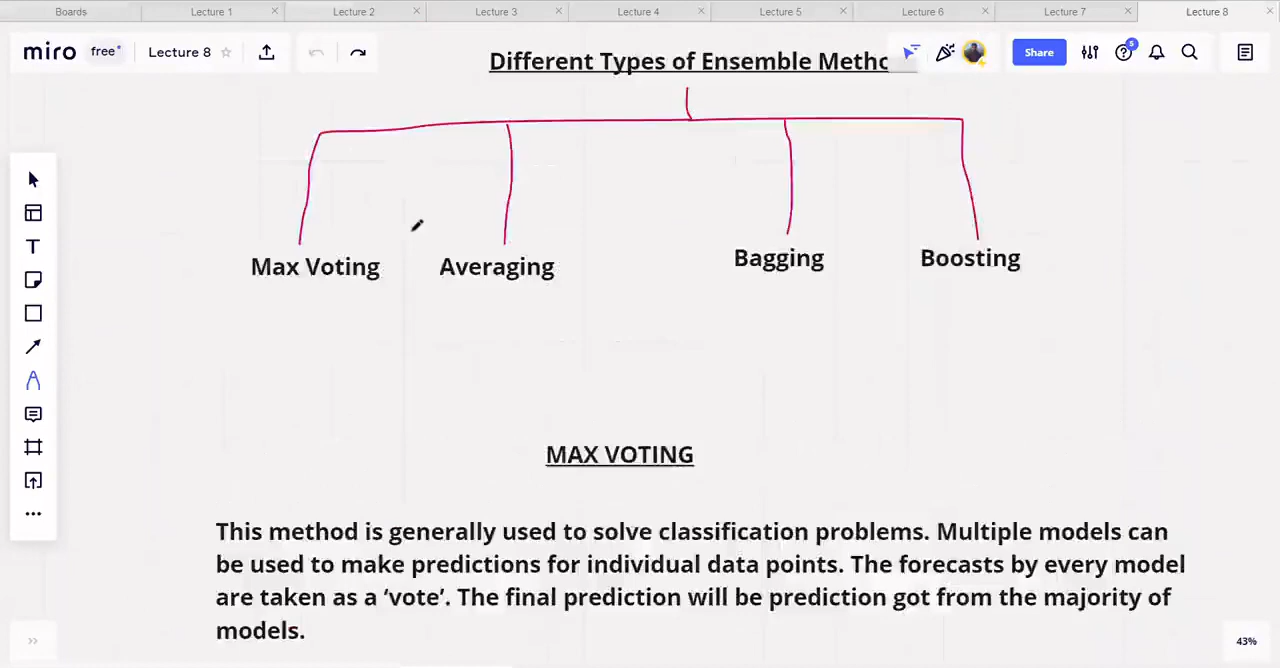 Boards Lecture 1 Lecture 2 Lecture 3 Lecture 4 Lecture 5 Lecture 6 Lecture 7 Lecture 8
miro free Lecture 8 Share 5
Different Types of Ensemble
Max Voting Averaging Bagging Boosting
MAX VOTING
This method is generally used to solve classification problems. Multiple models can
be used to make predictions for individual data points. The forecasts by every model
are taken as a ‘vote’. The final prediction will be prediction got from the majority of
models.
43%